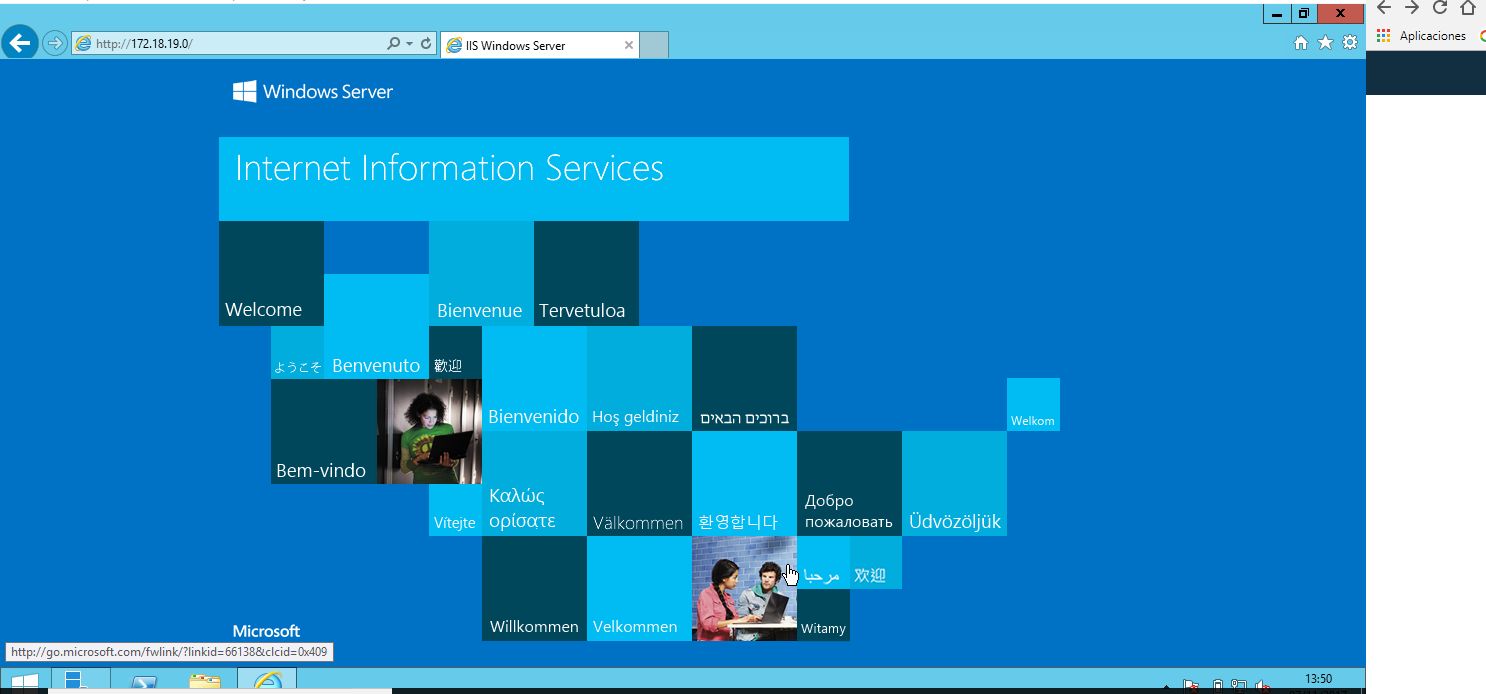 http://172.18.19.0/
IIS Windows Server
Aplicaciones
Windows Server
Internet Information Services
Welcome
Bienvenue
Tervetuloa
ようこそ
Benvenuto
歡迎
Bienvenido
Hoş geldiniz
ברוכים הבאים
Welkom
Bem-vindo
Vítejte
Καλώς
ορίσατε
Välkommen
환영합니다
Добро
пожаловать
Üdvözöljük
Willkommen
Velkommen
مرحبا
欢迎
Witamy
Microsoft
http://go.microsoft.com/fwlink/?linkid=66138&clcid=0x409
13:50